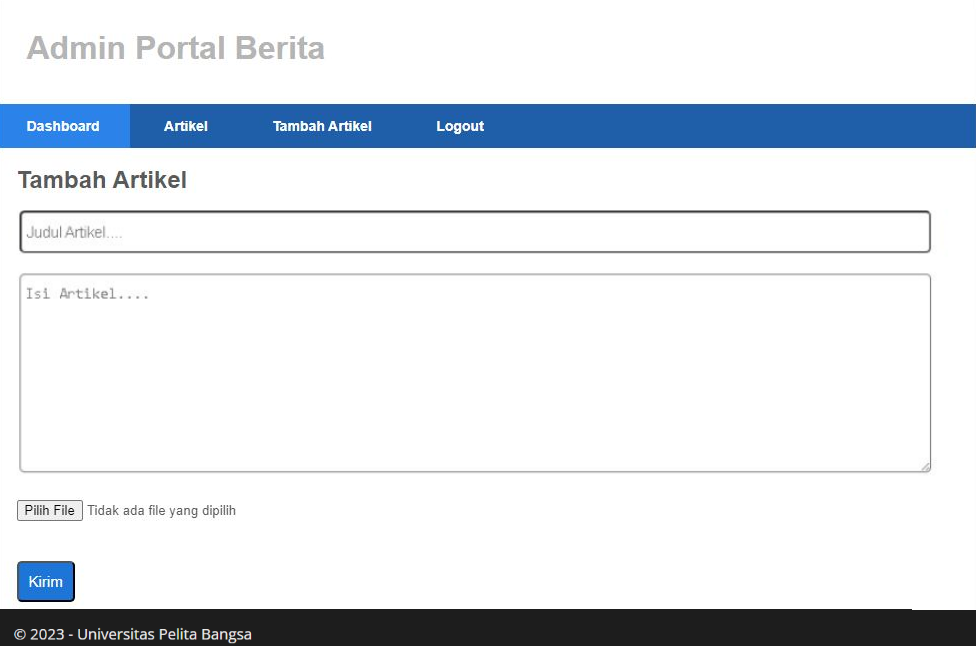 Admin Portal Berita
Dashboard Artikel Tambah Artikel Logout
Tambah Artikel
Judul Artikel....
Isi Artikel....
Pilih File Tidak ada file yang dipilih
Kirim
© 2023 - Universitas Pelita Bangsa